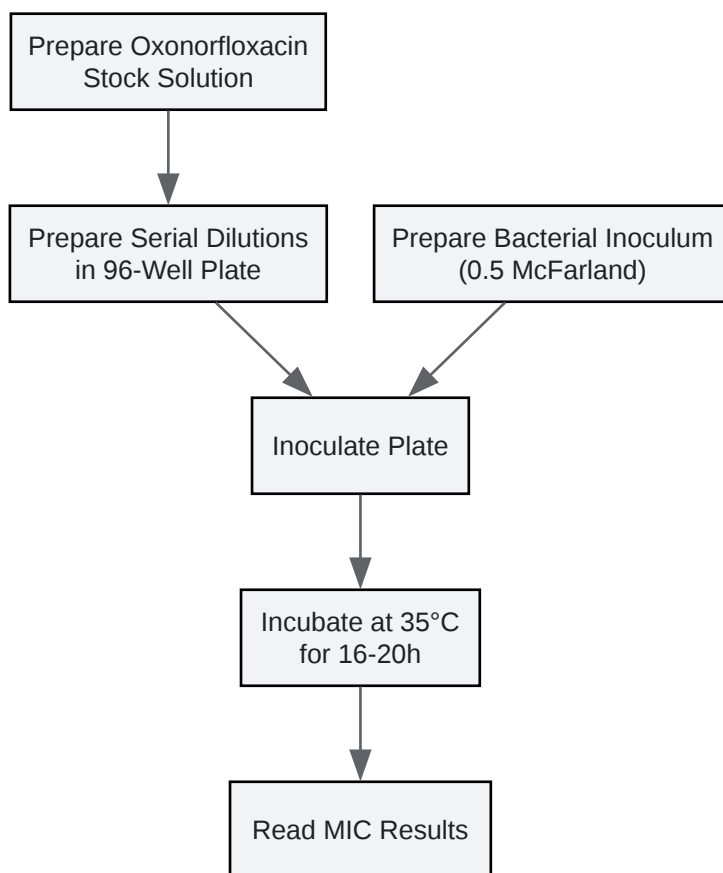 Prepare Oxonorfloxacin
Stock Solution
Prepare Serial Dilutions
in 96-Well Plate
Prepare Bacterial Inoculum
(0.5 McFarland)
Inoculate Plate
Incubate at 35°C
for 16-20h
Read MIC Results